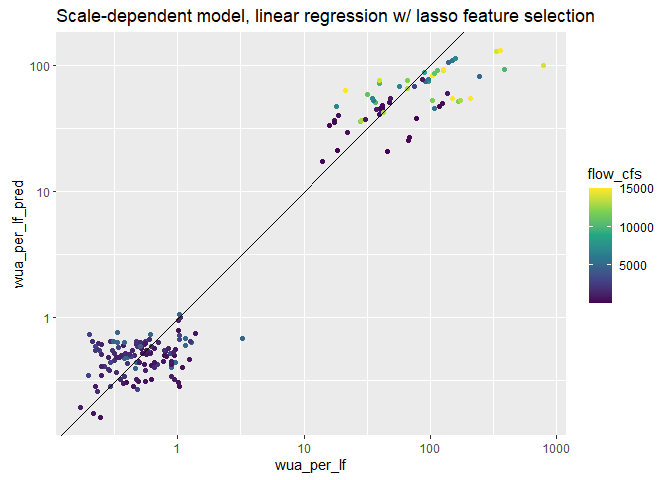 Scale-dependent model, linear regression w/ lasso feature selection
100
10
1
wua_per_lf_pred
1
10
100
1000
wua_per_lf
flow_cfs
15000
10000
5000